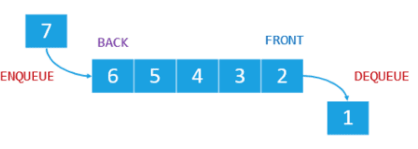 7
BACK
FRONT
ENQUEUE
6 5 4 3 2
DEQUEUE
1